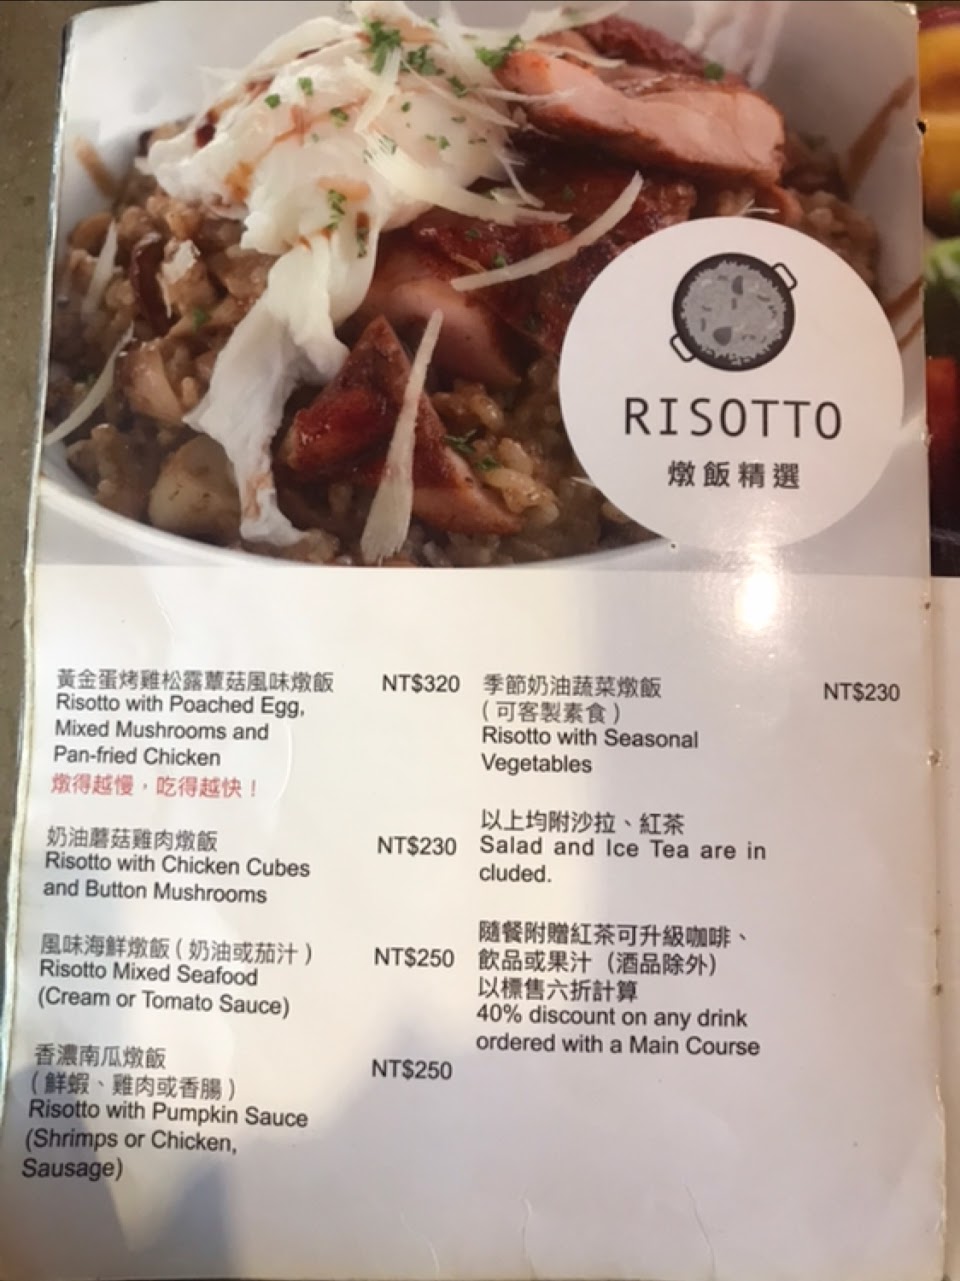 RISOTTO
燉飯精選
黃金蛋烤雞松露蕈菇風味燉飯 NT$320
Risotto with Poached Egg,
Mixed Mushrooms and
Pan-fried Chicken
燉得越慢，吃得越快！
奶油蘑菇雞肉燉飯 NT$230
Risotto with Chicken Cubes
and Button Mushrooms
風味海鮮燉飯 ( 奶油或茄汁 ) NT$250
Risotto Mixed Seafood
(Cream or Tomato Sauce)
香濃南瓜燉飯 NT$250
( 鮮蝦、雞肉或香腸 )
Risotto with Pumpkin Sauce
(Shrimps or Chicken,
Sausage)
季節奶油蔬菜燉飯 NT$230
( 可客製素食 )
Risotto with Seasonal
Vegetables
以上均附沙拉、紅茶
Salad and Ice Tea are in
cluded.
隨餐附贈紅茶可升級咖啡、
飲品或果汁（酒品除外）
以標售六折計算
40% discount on any drink
ordered with a Main Course